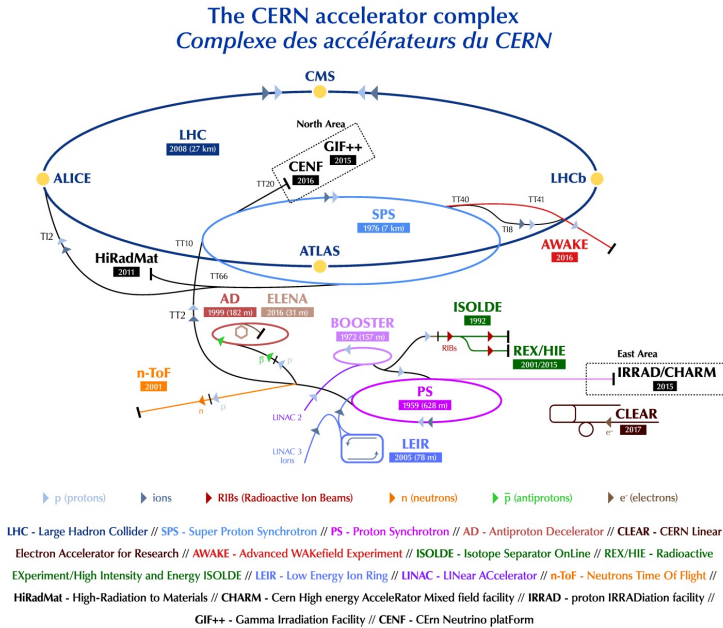 The CERN accelerator complex
Complexe des accélérateurs du CERN
CMS
North Area
LHC
2008 (27 km)
GIF++
2015
CENF
2016
TT20
ALICE
LHCb
TT40
TT41
SPS
1976 (7 km)
TI2
TT10
TI8
ATLAS
AWAKE
2016
HiRadMat
2011
TT66
AD
1999 (182 m)
ELENA
2016 (31 m)
TT2
ISOLDE
1992
BOOSTER
1972 (157 m)
RIBs
REX/HIE
2001/2015
p̅
p
East Area
n-ToF
2001
IRRAD/CHARM
2015
n
p
PS
1959 (628 m)
LINAC 2
CLEAR
2017
e-
LEIR
2005 (78 m)
LINAC 3
Ions
p (protons)
ions
RIBs (Radioactive Ion Beams)
n (neutrons)
p̅ (antiprotons)
e- (electrons)
LHC - Large Hadron Collider // SPS - Super Proton Synchrotron // PS - Proton Synchrotron // AD - Antiproton Decelerator // CLEAR - CERN Linear
Electron Accelerator for Research // AWAKE - Advanced WAKefield Experiment // ISOLDE - Isotope Separator OnLine // REX/HIE - Radioactive
EXperiment/High Intensity and Energy ISOLDE // LEIR - Low Energy Ion Ring // LINAC - LINear ACcelerator // n-ToF - Neutrons Time Of Flight //
HiRadMat - High-Radiation to Materials // CHARM - Cern High energy AcceleRator Mixed field facility // IRRAD - proton IRRADiation facility //
GIF++ - Gamma Irradiation Facility // CENF - CErn Neutrino platForm